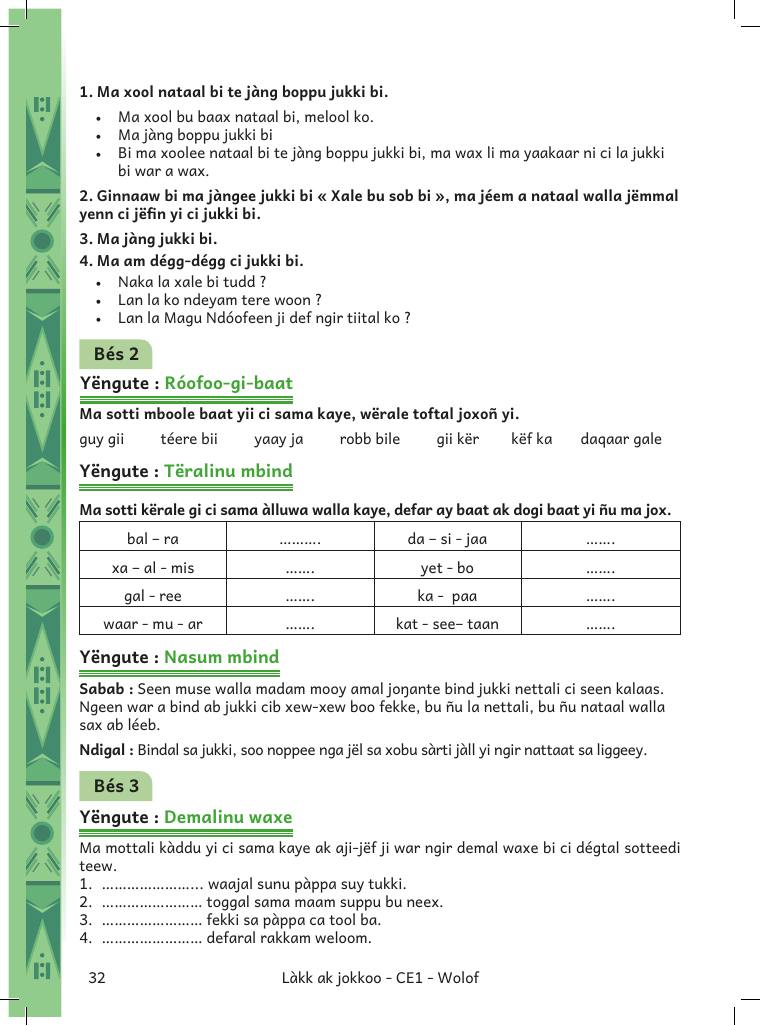 1. Ma xool nataal bi te jàng boppu jukki bi.
• Ma xool bu baax nataal bi, melool ko.
• Ma jàng boppu jukki bi
• Bi ma xoolee nataal bi te jàng boppu jukki bi, ma wax li ma yaakaar ni ci la jukki
bi war a wax.
2. Ginnaaw bi ma jàngee jukki bi « Xale bu sob bi », ma jéem a nataal walla jëmmal
yenn ci jëfin yi ci jukki bi.
3. Ma jàng jukki bi.
4. Ma am dégg-dégg ci jukki bi.
• Naka la xale bi tudd ?
• Lan la ko ndeyam tere woon ?
• Lan la Magu Ndóofeen ji def ngir tiital ko ?
Bés 2
Yëngute : Róofoo-gi-baat
Ma sotti mboole baat yii ci sama kaye, wërale toftal joxoñ yi.
guy gii téere bii yaay ja robb bile gii kër këf ka daqaar gale
Yëngute : Tëralinu mbind
Ma sotti kërale gi ci sama àlluwa walla kaye, defar ay baat ak dogi baat yi ñu ma jox.
bal – ra ………. da – si - jaa …….
xa – al - mis ……. yet - bo …….
gal - ree ……. ka - paa …….
waar - mu - ar ……. kat - see– taan …….
Yëngute : Nasum mbind
Sabab : Seen muse walla madam mooy amal joŋante bind jukki nettali ci seen kalaas.
Ngeen war a bind ab jukki cib xew-xew boo fekke, bu ñu la nettali, bu ñu nataal walla
sax ab léeb.
Ndigal : Bindal sa jukki, soo noppee nga jël sa xobu sàrti jàll yi ngir nattaat sa liggeey.
Bés 3
Yëngute : Demalinu waxe
Ma mottali kàddu yi ci sama kaye ak aji-jëf ji war ngir demal waxe bi ci dégtal sotteedi
teew.
1. ………………….. waajal sunu pàppa suy tukki.
2. …………………. toggal sama maam suppu bu neex.
3. …………………. fekki sa pàppa ca tool ba.
4. …………………. defaral rakkam weloom.
32 Làkk ak jokkoo - CE1 - Wolof